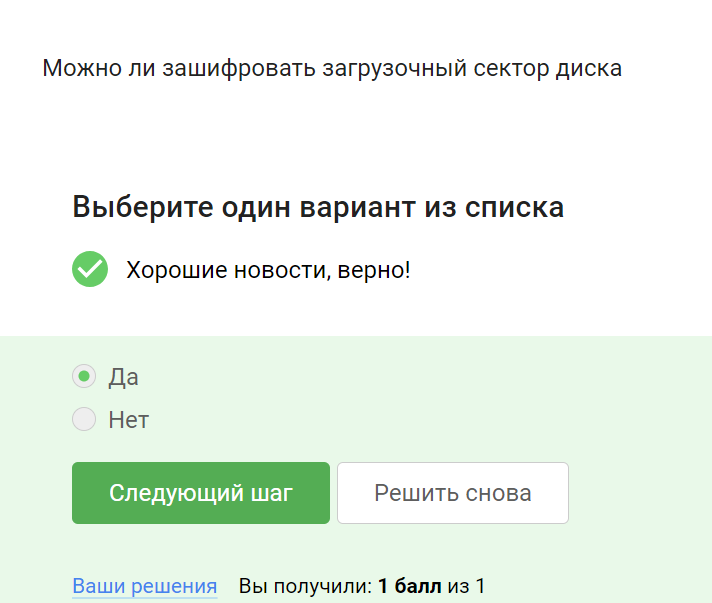 Можно ли зашифровать загрузочный сектор диска
Выберите один вариант из списка
Хорошие новости, верно!
Да
Нет
Следующий шаг Решить снова
Ваши решения Вы получили: 1 балл из 1